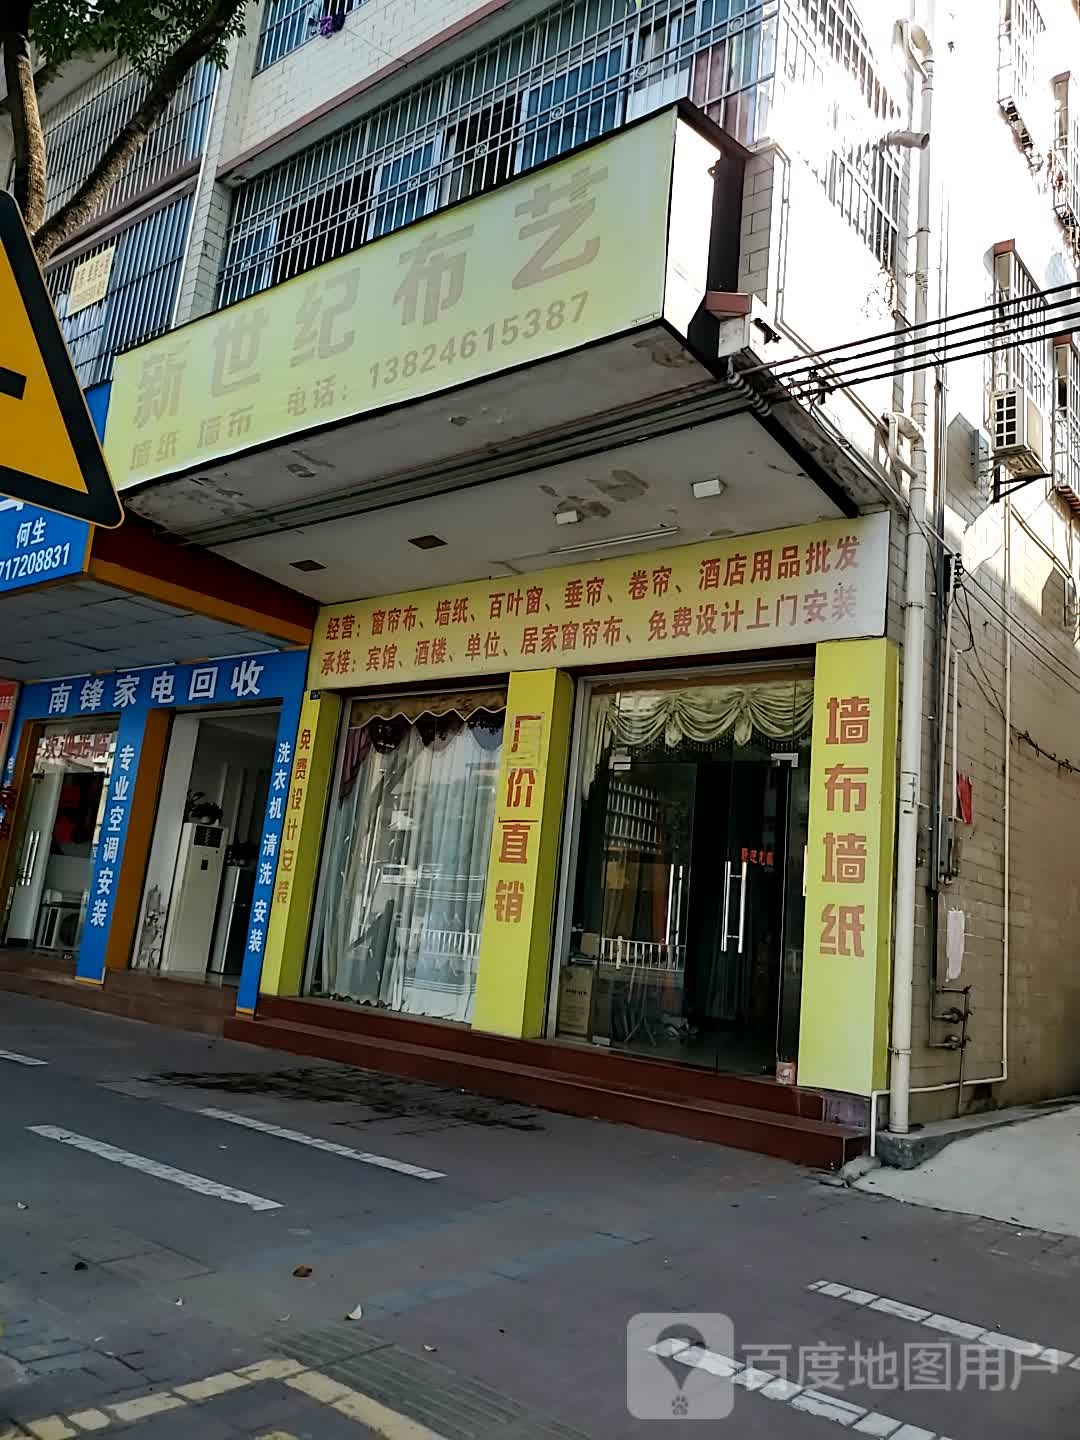 新世纪布艺
墙纸 墙布 电话：13824615387
何生
717208831
经营：窗帘布、墙纸、百叶窗、垂帘、卷帘、酒店用品批发
承接：宾馆、酒楼、单位、居家窗帘布、免费设计上门安装
南锋家电回收
专业空调安装
洗衣机清洗安装
免费设计安装
厂价直销
墙布墙纸
百度地图用户